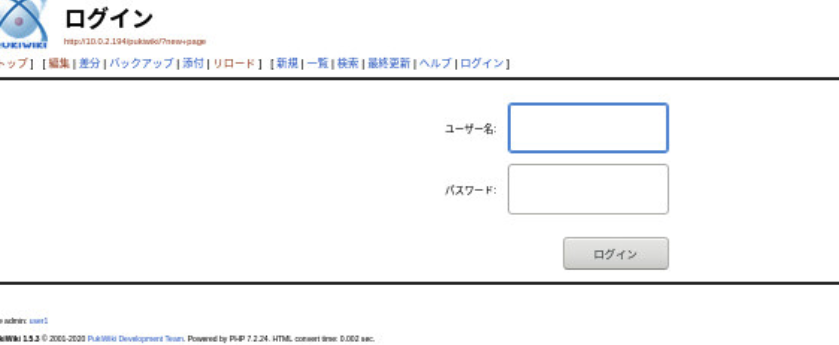 ログイン
http://10.0.2.194/pukiwiki/?new+page
トップ ] [ 編集 | 差分 | バックアップ | 添付 | リロード ] [ 新規 | 一覧 | 検索 | 最終更新 | ヘルプ | ログイン ]
ユーザー名:
パスワード:
ログイン
admin: user1
kiWiki 1.5.3 © 2001-2020 PukiWiki Development Team. Powered by PHP 7.2.24. HTML convert time: 0.002 sec.